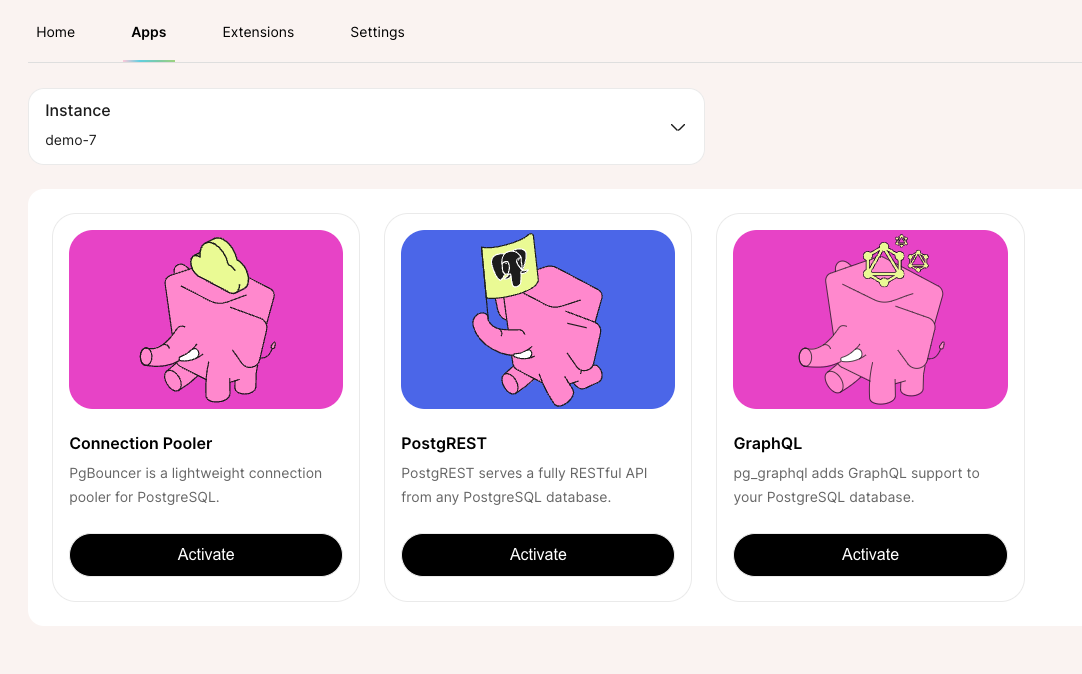 Home Apps Extensions Settings
Instance
demo-7
Connection Pooler
PgBouncer is a lightweight connection
pooler for PostgreSQL.
Activate
PostgREST
PostgREST serves a fully RESTful API
from any PostgreSQL database.
Activate
GraphQL
pg_graphql adds GraphQL support to
your PostgreSQL database.
Activate